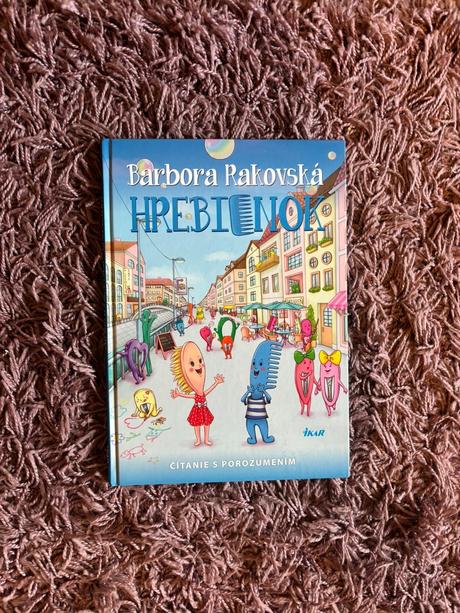 Barbora Rakovská
HREBIENOK
IKAR
ČÍTANIE S POROZUMENÍM